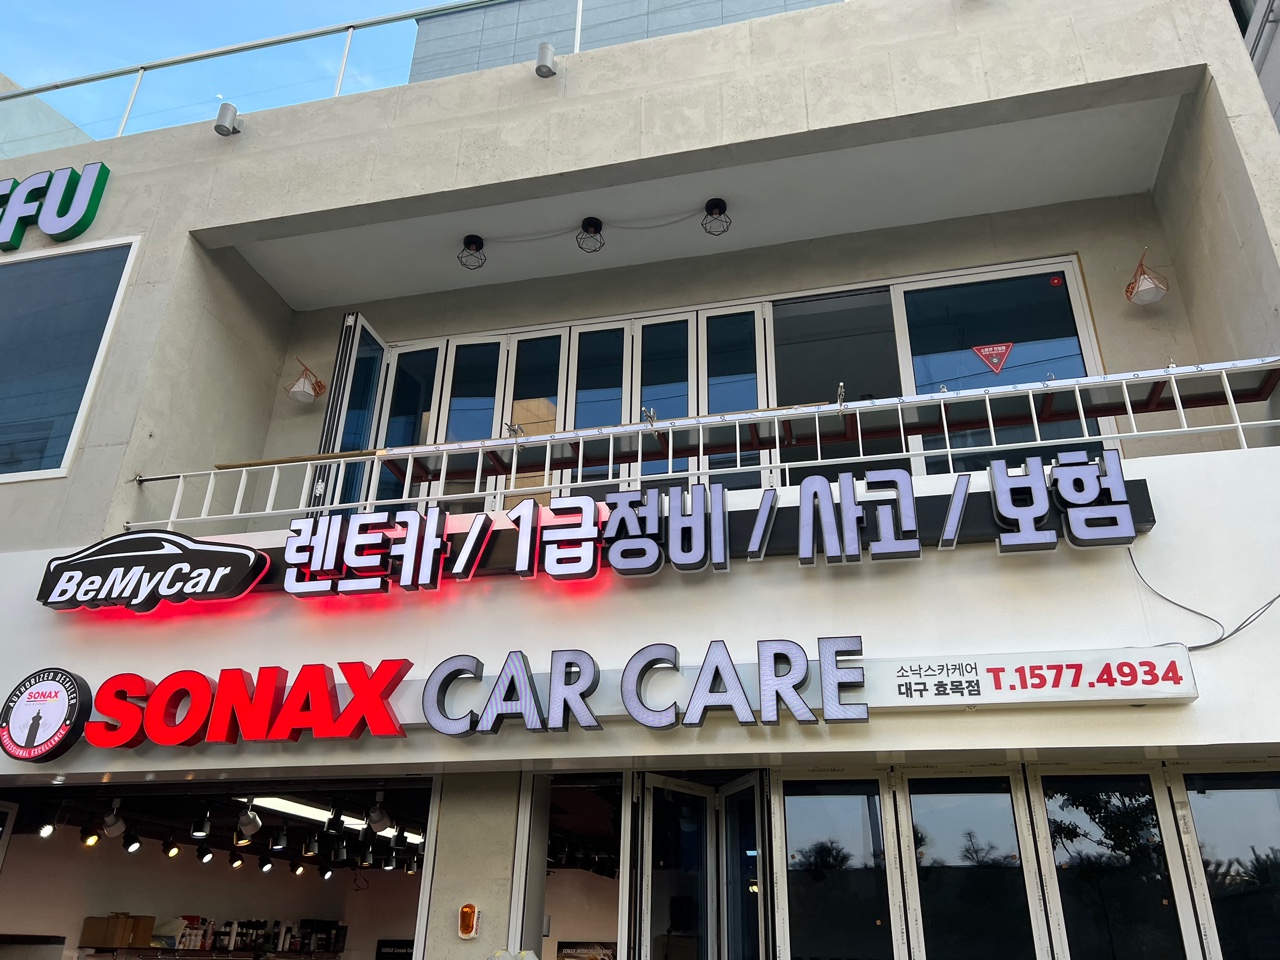 FFU
BeMyCar 렌트카 / 1급정비 / 사고 / 보험
AUTHORIZED DETAILER
SONAX
PROFESSIONAL EXCELLENCE
SONAX CAR CARE
소낙스카케어
대구 효목점
T.1577.4934